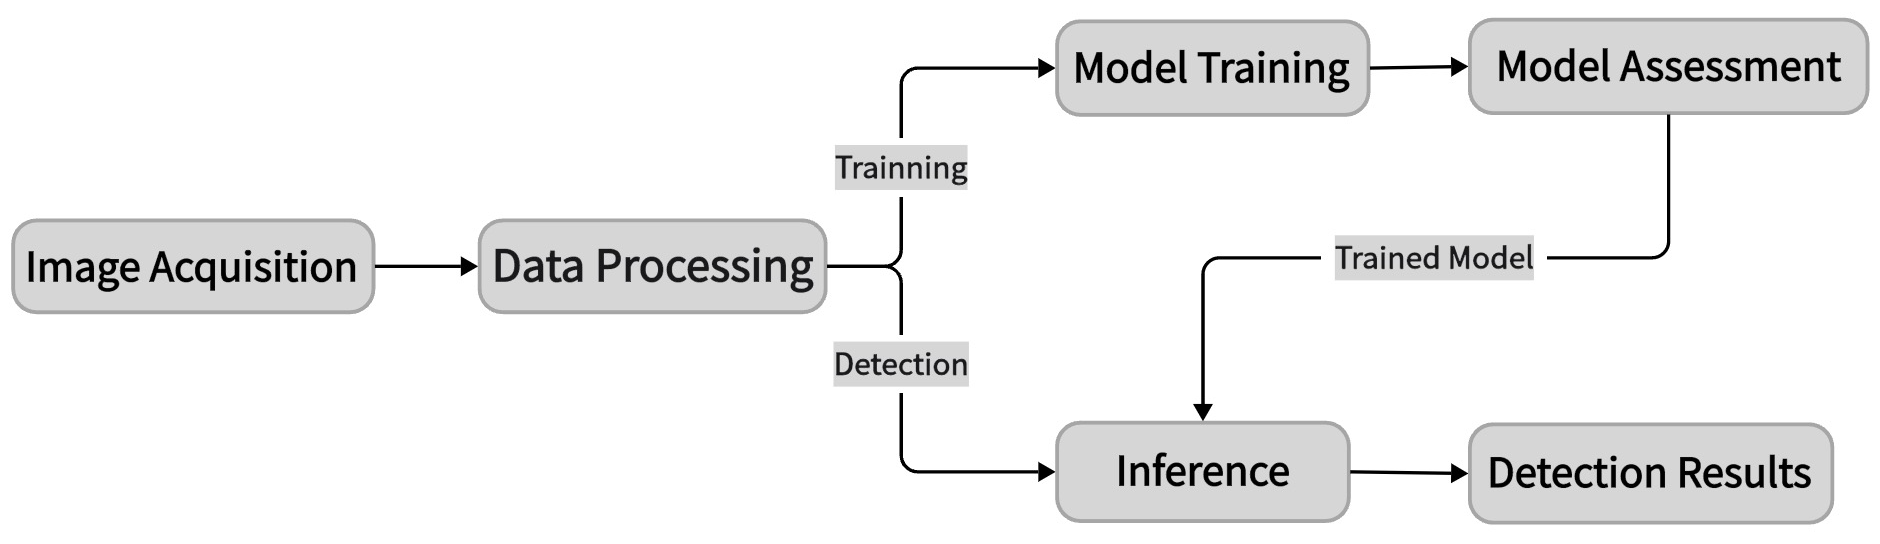 Model Training
Model Assessment
Trainning
Image Acquisition
Data Processing
Trained Model
Detection
Inference
Detection Results